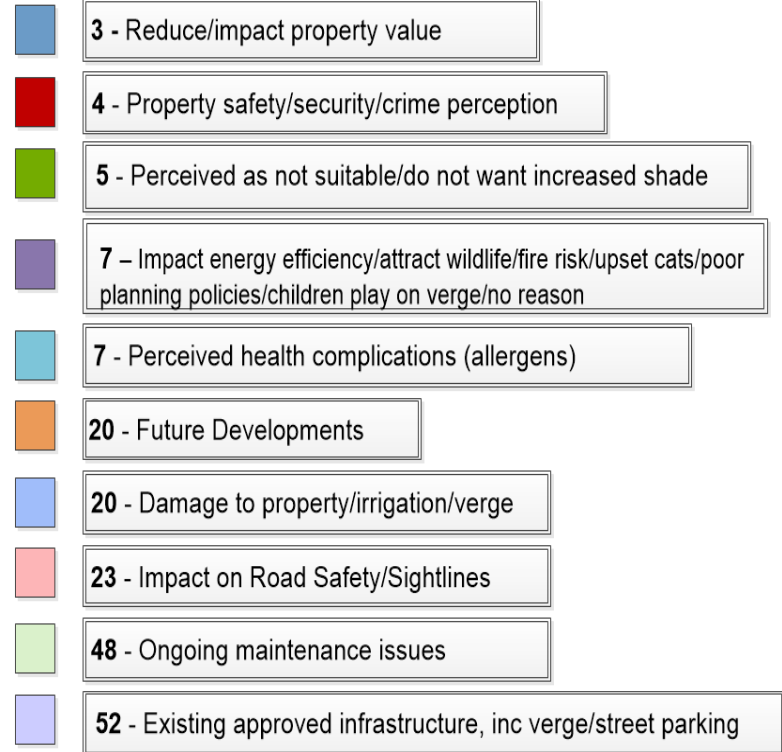 3 - Reduce/impact property value
4 - Property safety/security/crime perception
5 - Perceived as not suitable/do not want increased shade
7 – Impact energy efficiency/attract wildlife/fire risk/upset cats/poor
planning policies/children play on verge/no reason
7 - Perceived health complications (allergens)
20 - Future Developments
20 - Damage to property/irrigation/verge
23 - Impact on Road Safety/Sightlines
48 - Ongoing maintenance issues
52 - Existing approved infrastructure, inc verge/street parking